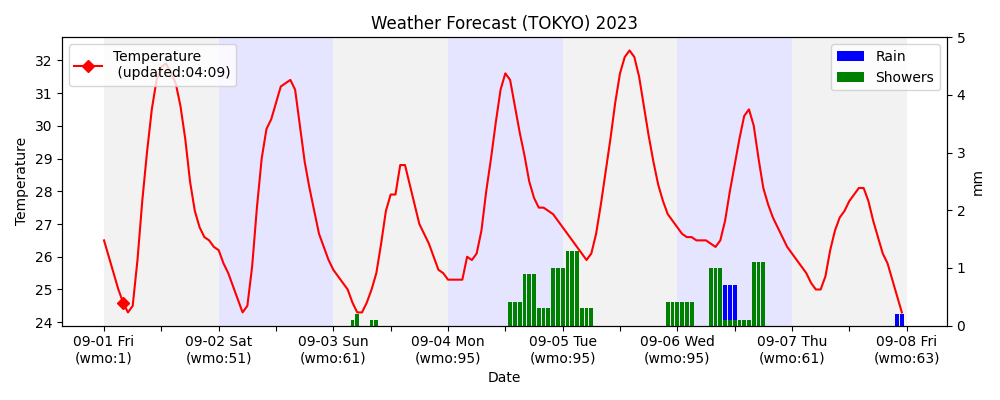 Weather Forecast (TOKYO) 2023
Temperature
(updated:04:09)
Rain
Showers
Temperature
32
31
30
29
28
27
26
25
24
5
4
3
2
1
0
mm
09-01 Fri
(wmo:1)
09-02 Sat
(wmo:51)
09-03 Sun
(wmo:61)
09-04 Mon
(wmo:95)
09-05 Tue
(wmo:95)
09-06 Wed
(wmo:95)
09-07 Thu
(wmo:61)
09-08 Fri
(wmo:63)
Date